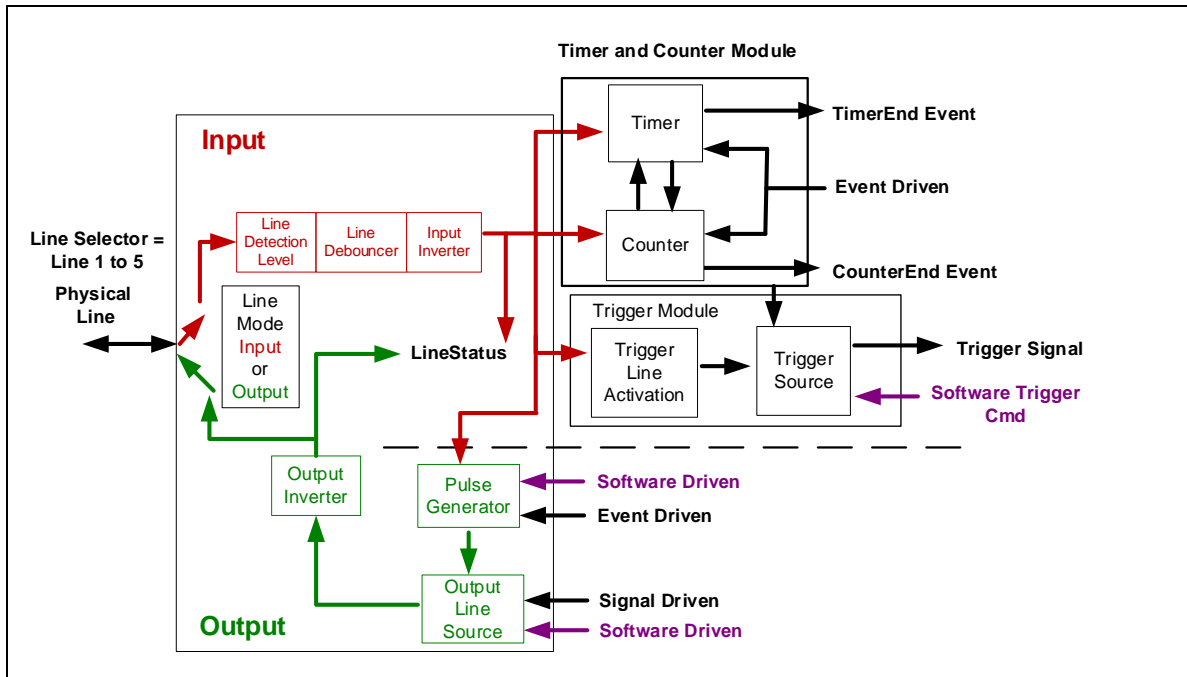 Timer and Counter Module
Timer
TimerEnd Event
Input
Event Driven
Line Selector =
Line 1 to 5
Line
Detection
Level
Line
Debouncer
Input
Inverter
Counter
CounterEnd Event
Physical
Line
Line
Mode
Input
or
Output
LineStatus
Trigger Module
Trigger
Line
Activation
Trigger
Source
Trigger Signal
Software Trigger
Cmd
Output
Inverter
Pulse
Generator
Software Driven
Event Driven
Output
Line
Source
Signal Driven
Software Driven
Output